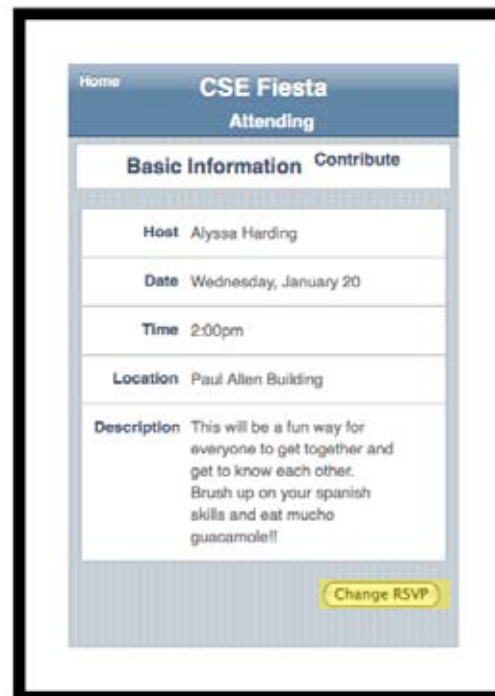 Home
CSE Fiesta
Attending
Basic Information Contribute
Host Alyssa Harding
Date Wednesday, January 20
Time 2:00pm
Location Paul Allen Building
Description This will be a fun way for
everyone to get together and
get to know each other.
Brush up on your spanish
skills and eat mucho
guacamole!!
Change RSVP